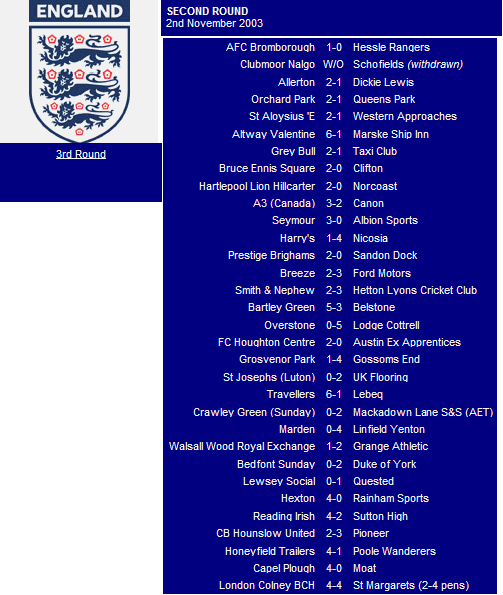 ENGLAND
3rd Round
SECOND ROUND
2nd November 2003
AFC Bromborough 1-0 Hessle Rangers
Clubmoor Nalgo W/O Schofields (withdrawn)
Allerton 2-1 Dickie Lewis
Orchard Park 2-1 Queens Park
St Aloysius 'E 2-1 Western Approaches
Altway Valentine 6-1 Marske Ship Inn
Grey Bull 2-1 Taxi Club
Bruce Ennis Square 2-0 Clifton
Hartlepool Lion Hillcarter 2-0 Norcoast
A3 (Canada) 3-2 Canon
Seymour 3-0 Albion Sports
Harry's 1-4 Nicosia
Prestige Brighams 2-0 Sandon Dock
Breeze 2-3 Ford Motors
Smith & Nephew 2-3 Hetton Lyons Cricket Club
Bartley Green 5-3 Belstone
Overstone 0-5 Lodge Cottrell
FC Houghton Centre 2-0 Austin Ex Apprentices
Grosvenor Park 1-4 Gossoms End
St Josephs (Luton) 0-2 UK Flooring
Travellers 6-1 Lebeq
Crawley Green (Sunday) 0-2 Mackadown Lane S&S (AET)
Marden 0-4 Linfield Yenton
Walsall Wood Royal Exchange 1-2 Grange Athletic
Bedfont Sunday 0-2 Duke of York
Lewsey Social 0-1 Quested
Hexton 4-0 Rainham Sports
Reading Irish 4-2 Sutton High
CB Hounslow United 2-3 Pioneer
Honeyfield Trailers 4-1 Poole Wanderers
Capel Plough 4-0 Moat
London Colney BCH 4-4 St Margarets (2-4 pens)